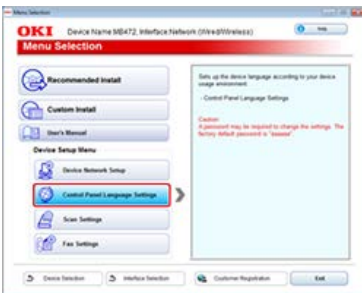 Menu Selection
OKI Device Name:MB472, Interface:Network (Wired/Wireless)
Menu Selection
Recommended Install
Custom Install
User's Manual
Device Setup Menu
Device Network Setup
Control Panel Language Settings
Scan Settings
Fax Settings
Sets up the device language according to your device
usage environment.
- Control Panel Language Settings
Caution:
A password may be required to change the settings. The
factory default password is "aaaaaa".
Device Selection
Interface Selection
Customer Registration
Exit